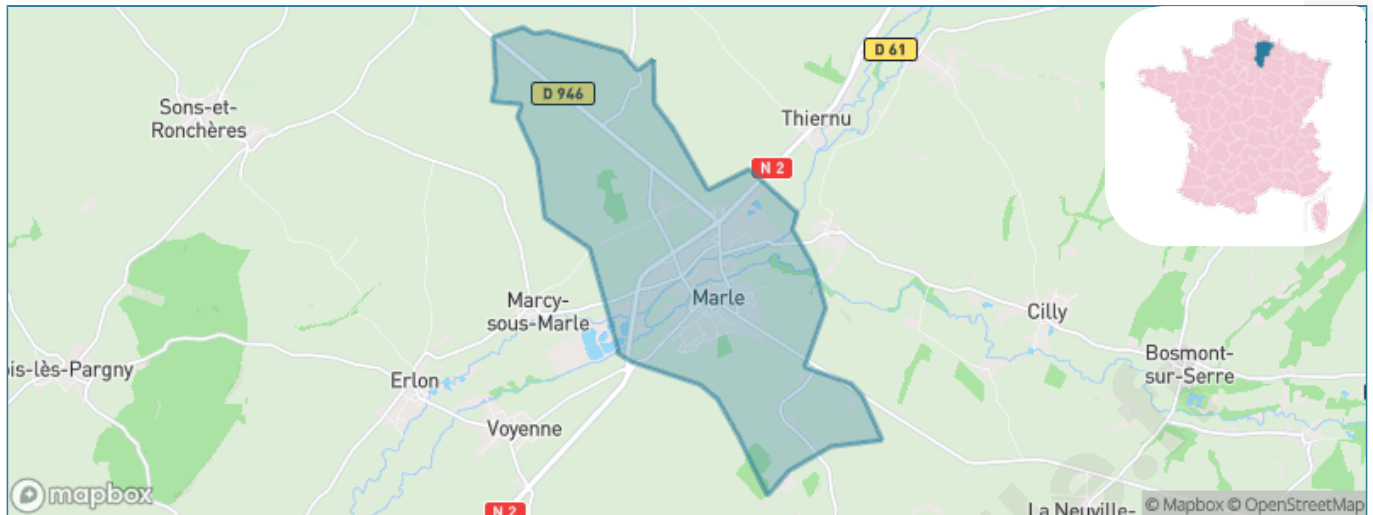 D 61
D 946
Sons-et-
Ronchères
Thiernu
N 2
Marcy-
sous-Marle
Marle
Cilly
Bosmont-
sur-Serre
is-lès-Pargny
Erlon
Voyenne
mapbox
N 2
La Neuville-
© Mapbox © OpenStreetMap